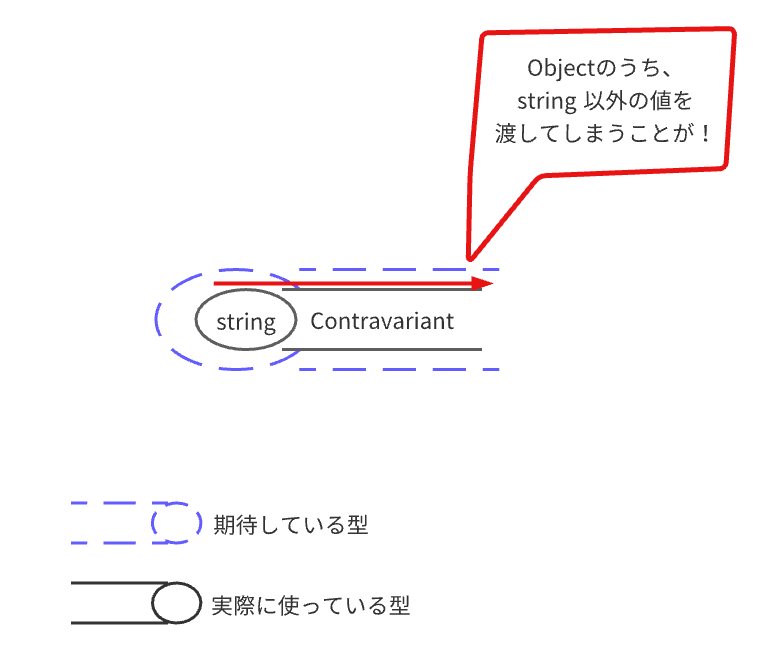 Objectのうち、
string 以外の値を
渡してしまうことが！
string
Contravariant
期待している型
実際に使っている型